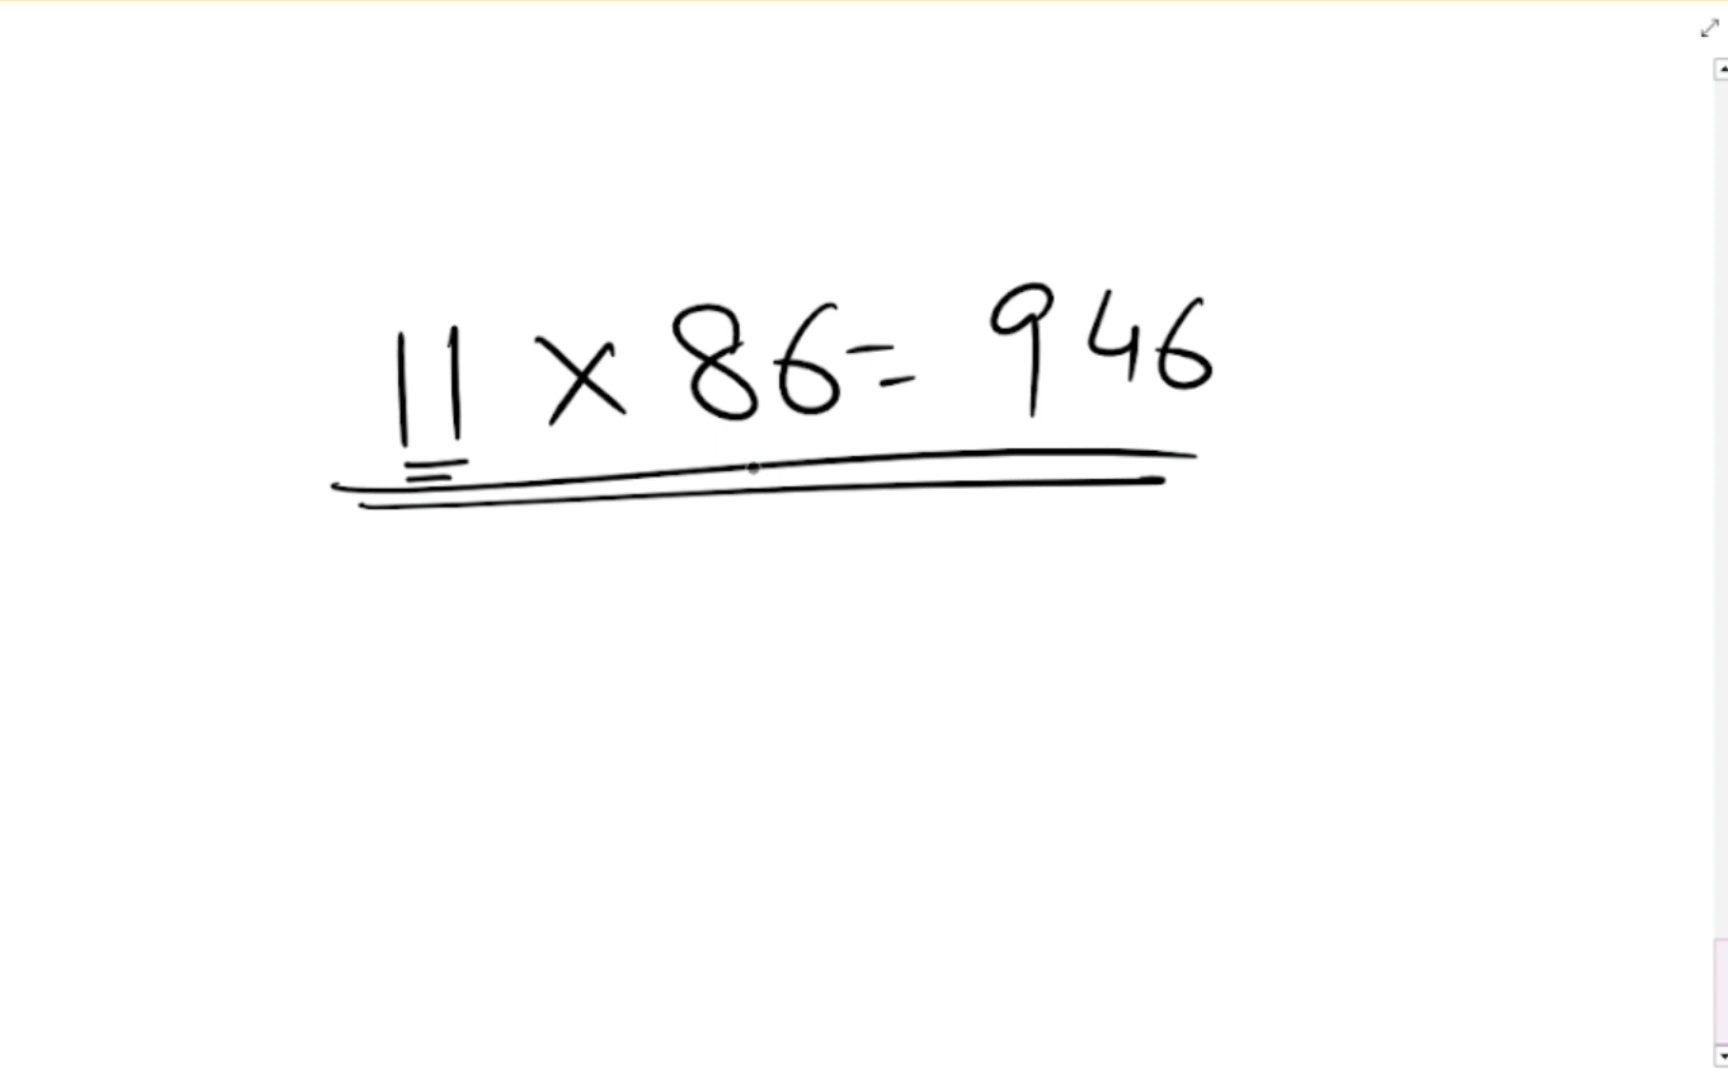 11 × 86 = 946